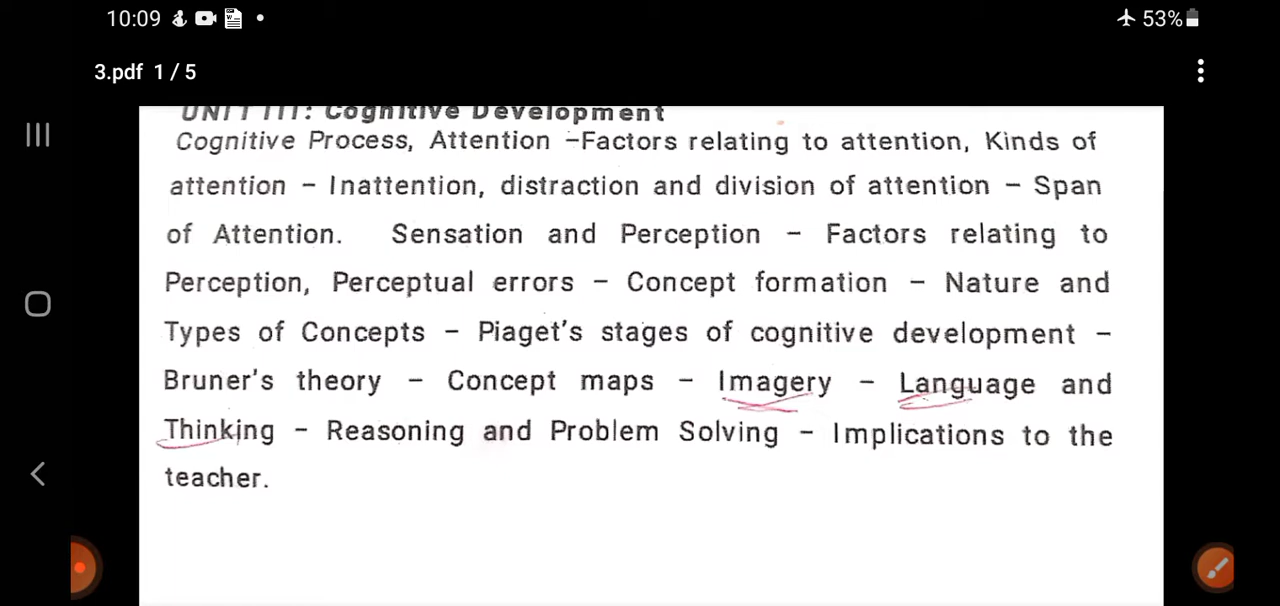 10:09
53%
3.pdf 1 / 5
UNIT III: Cognitive Development
Cognitive Process, Attention –Factors relating to attention, Kinds of
attention – Inattention, distraction and division of attention – Span
of Attention. Sensation and Perception – Factors relating to
Perception, Perceptual errors – Concept formation – Nature and
Types of Concepts – Piaget's stages of cognitive development –
Bruner's theory – Concept maps – Imagery – Language and
Thinking – Reasoning and Problem Solving – Implications to the
teacher.